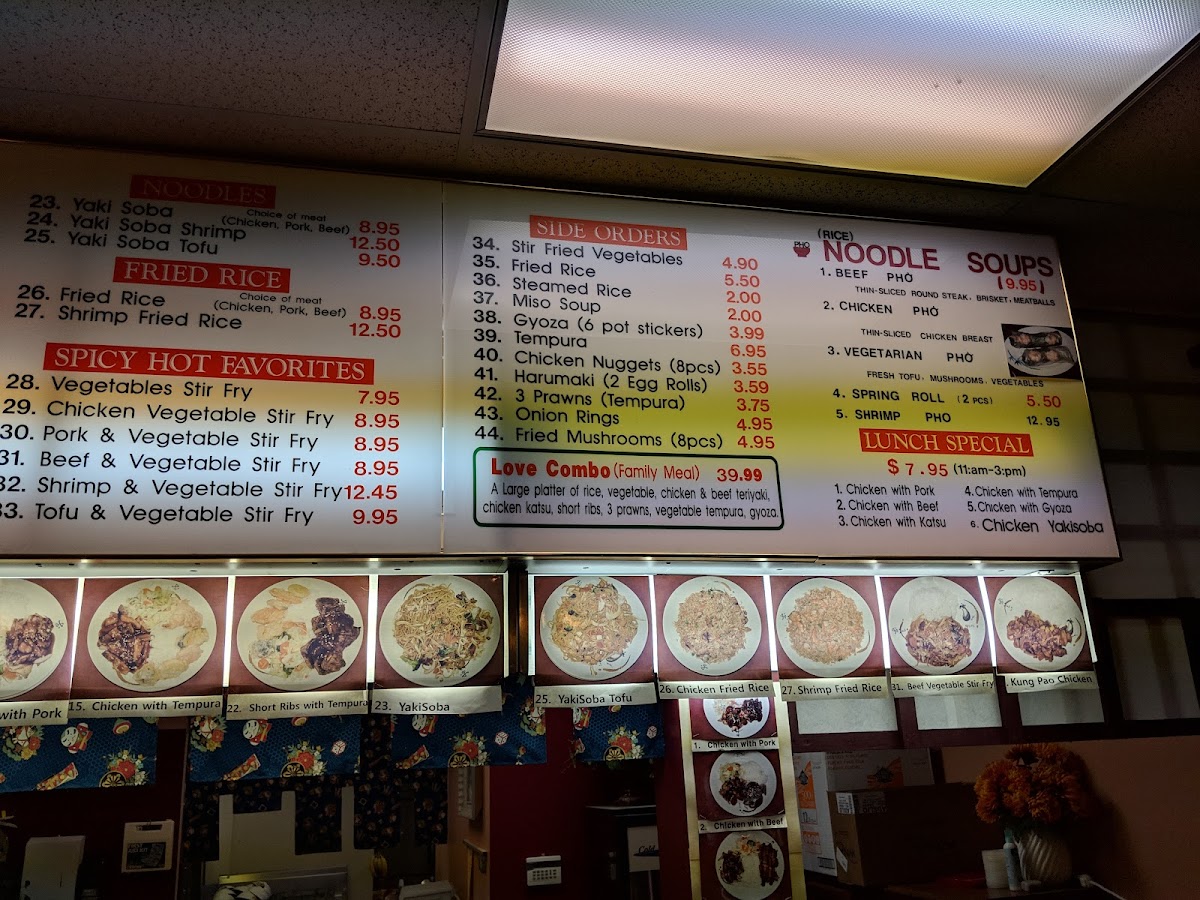 NOODLES
23. Yaki Soba Choice of meat (Chicken, Pork, Beef) 8.95
24. Yaki Soba Shrimp 12.50
25. Yaki Soba Tofu 9.50
FRIED RICE
26. Fried Rice Choice of meat (Chicken, Pork, Beef) 8.95
27. Shrimp Fried Rice 12.50
SPICY HOT FAVORITES
28. Vegetables Stir Fry 7.95
29. Chicken Vegetable Stir Fry 8.95
30. Pork & Vegetable Stir Fry 8.95
31. Beef & Vegetable Stir Fry 8.95
32. Shrimp & Vegetable Stir Fry 12.45
33. Tofu & Vegetable Stir Fry 9.95
SIDE ORDERS
34. Stir Fried Vegetables 4.90
35. Fried Rice 5.50
36. Steamed Rice 2.00
37. Miso Soup 2.00
38. Gyoza (6 pot stickers) 3.99
39. Tempura 6.95
40. Chicken Nuggets (8pcs) 3.55
41. Harumaki (2 Egg Rolls) 3.59
42. 3 Prawns (Tempura) 3.75
43. Onion Rings 4.95
44. Fried Mushrooms (8pcs) 4.95
Love Combo (Family Meal) 39.99
A Large platter of rice, vegetable, chicken & beef teriyaki,
chicken katsu, short ribs, 3 prawns, vegetable tempura, gyoza.
(RICE)
PHO NOODLE SOUPS
(9.95)
1. BEEF PHỞ
THIN-SLICED ROUND STEAK, BRISKET, MEATBALLS
2. CHICKEN PHỞ
THIN-SLICED CHICKEN BREAST
3. VEGETARIAN PHỞ
FRESH TOFU, MUSHROOMS, VEGETABLES
4. SPRING ROLL (2 PCS) 5.50
5. SHRIMP PHO 12.95
LUNCH SPECIAL
$7.95 (11:am-3:pm)
1. Chicken with Pork
2. Chicken with Beef
3. Chicken with Katsu
4. Chicken with Tempura
5. Chicken with Gyoza
6. Chicken Yakisoba
with Pork
15. Chicken with Tempura
22. Short Ribs with Tempura
23. YakiSoba
25. YakiSoba Tofu
26. Chicken Fried Rice
27. Shrimp Fried Rice
31. Beef Vegetable Stir Fry
Kung Pao Chicken
1. Chicken with Pork
2. Chicken with Beef